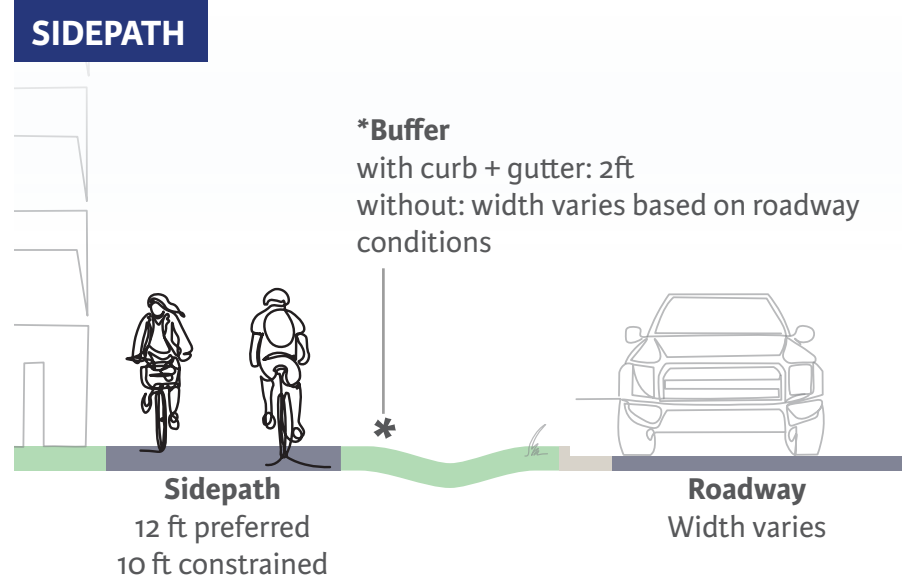 SIDEPATH
*Buffer
with curb + gutter: 2ft
without: width varies based on roadway
conditions
*
Sidepath
12 ft preferred
10 ft constrained
Roadway
Width varies